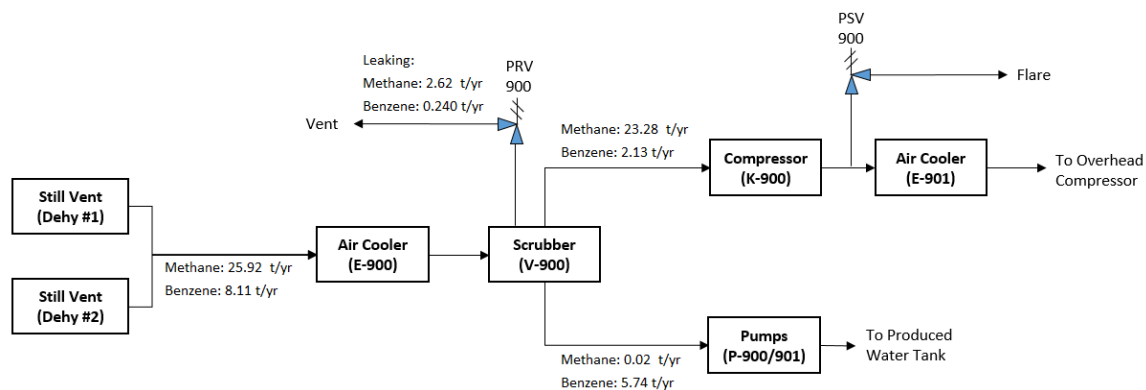 PSV
900
Leaking:
Methane: 2.62 t/yr
Benzene: 0.240 t/yr
PRV
900
Flare
Vent
Methane: 23.28 t/yr
Benzene: 2.13 t/yr
Compressor
(K-900)
Air Cooler
(E-901)
To Overhead
Compressor
Still Vent
(Dehy #1)
Methane: 25.92 t/yr
Benzene: 8.11 t/yr
Air Cooler
(E-900)
Scrubber
(V-900)
Still Vent
(Dehy #2)
Methane: 0.02 t/yr
Benzene: 5.74 t/yr
Pumps
(P-900/901)
To Produced
Water Tank